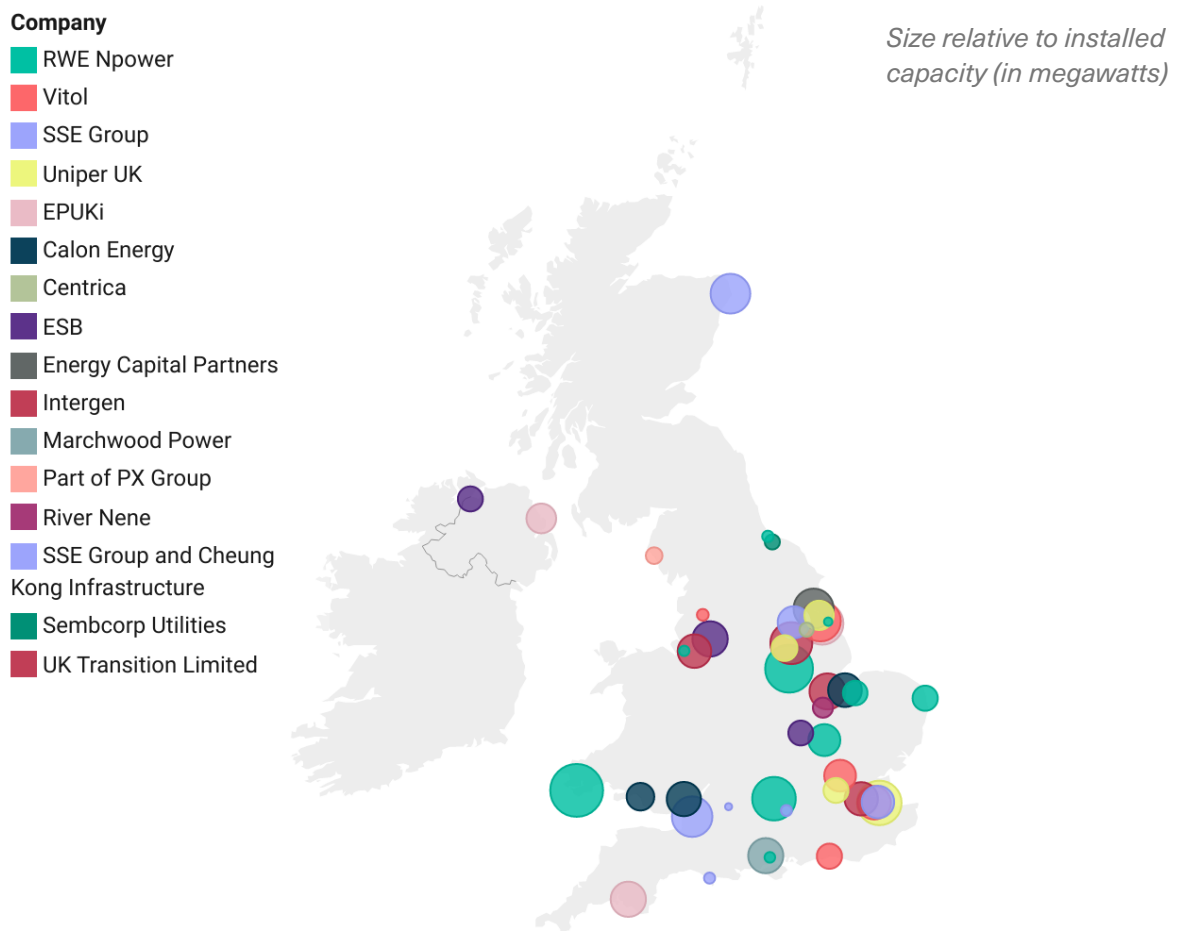 Company
RWE Npower
Vitol
SSE Group
Uniper UK
EPUKi
Calon Energy
Centrica
ESB
Energy Capital Partners
Intergen
Marchwood Power
Part of PX Group
River Nene
SSE Group and Cheung
Kong Infrastructure
Sembcorp Utilities
UK Transition Limited
Size relative to installed
capacity (in megawatts)